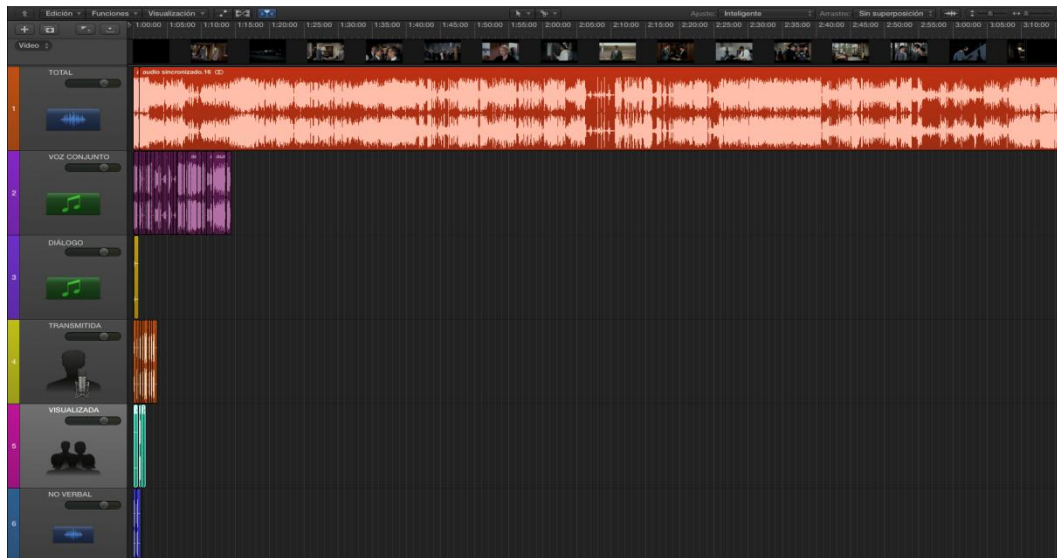 Edición Funciones Visualización Ajuste: Inteligente Arrastre: Sin superposición
1:00:00 1:05:00 1:10:00 1:15:00 1:20:00 1:25:00 1:30:00 1:35:00 1:40:00 1:45:00 1:50:00 1:55:00 2:00:00 2:05:00 2:10:00 2:15:00 2:20:00 2:25:00 2:30:00 2:35:00 2:40:00 2:45:00 2:50:00 2:55:00 3:00:00 3:05:00 3:10:00
Vídeo
TOTAL
audio sincronizado.16
1
VOZ CONJUNTO
2
DIÁLOGO
3
TRANSMITIDA
4
VISUALIZADA
5
NO VERBAL
6